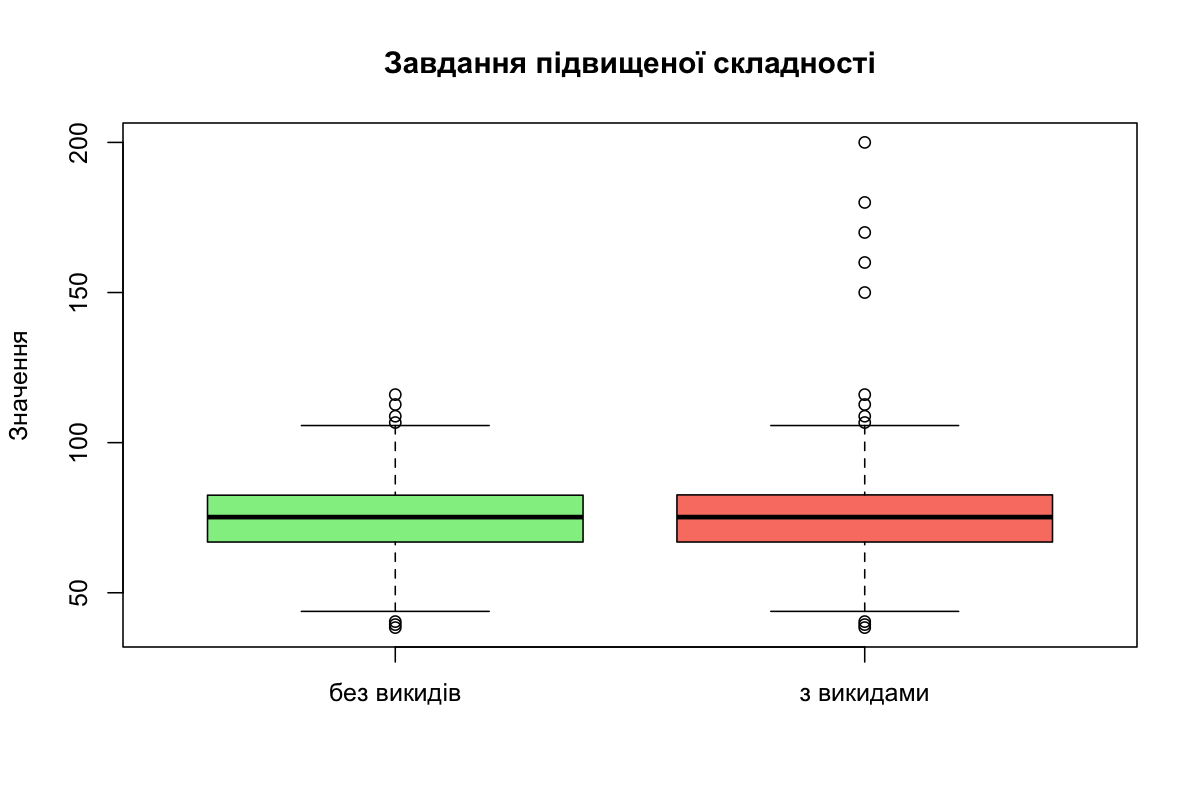 Завдання підвищеної складності
Значення
200
150
100
50
без викидів
з викидами